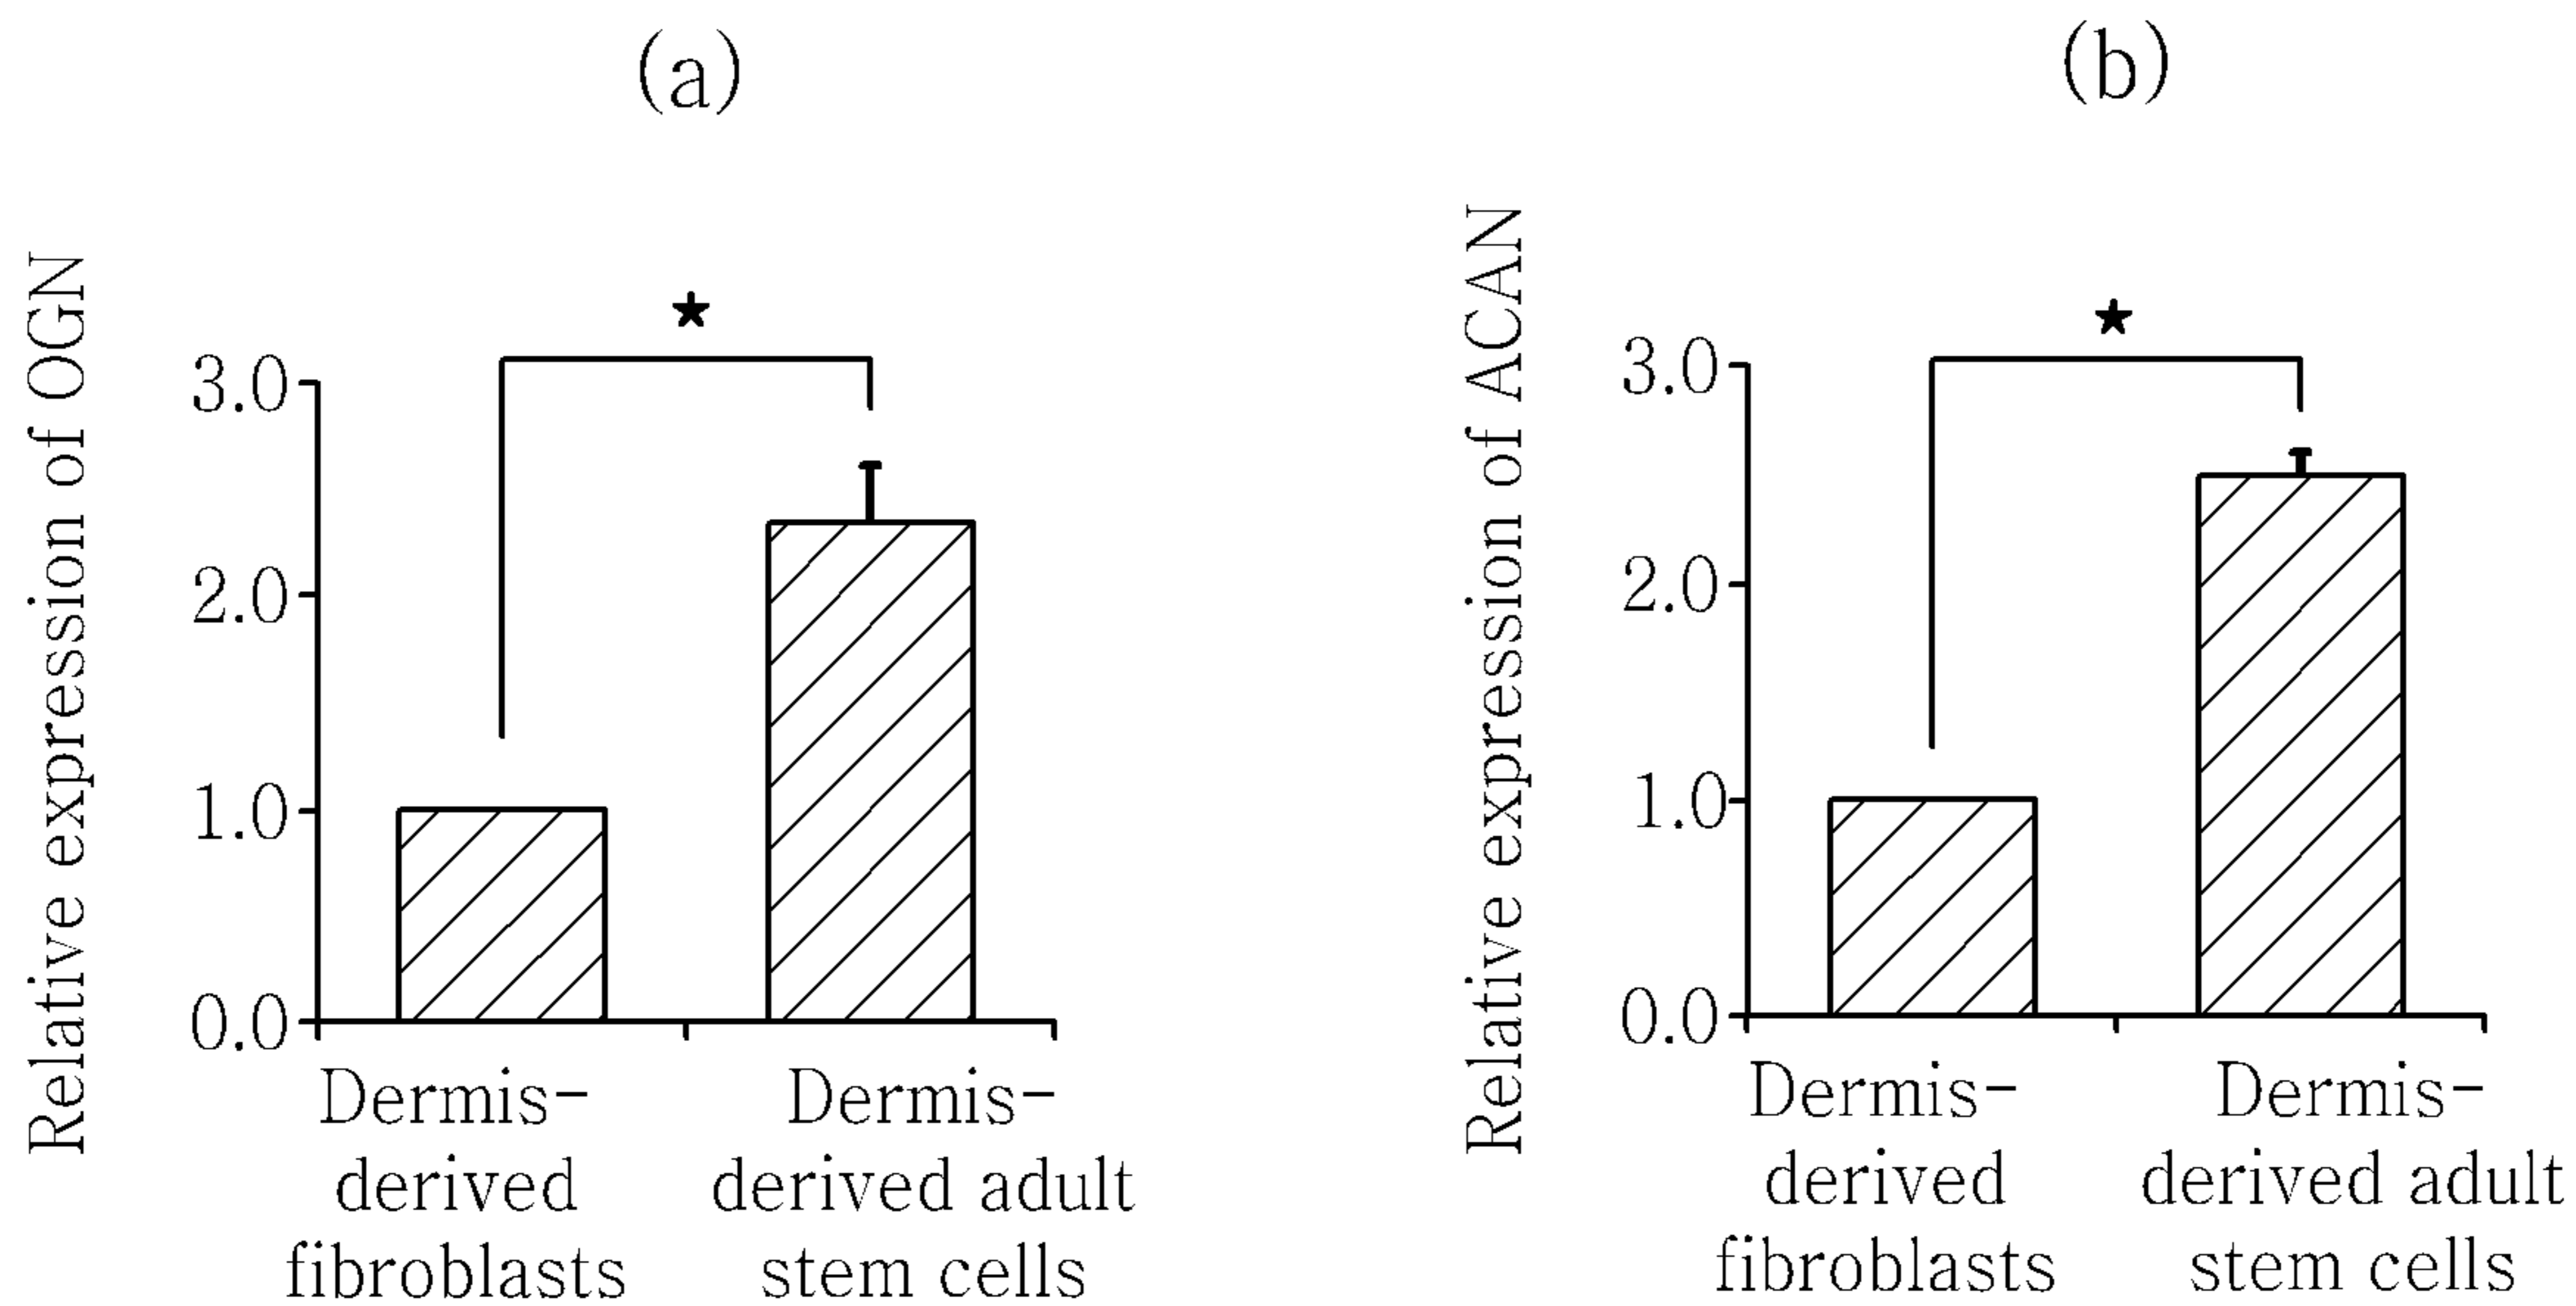 (a)
Relative expression of OGN
★
3.0
2.0
1.0
0.0
Dermis-
derived
fibroblasts
Dermis-
derived adult
stem cells
(b)
Relative expression of ACAN
★
3.0
2.0
1.0
0.0
Dermis-
derived
fibroblasts
Dermis-
derived adult
stem cells